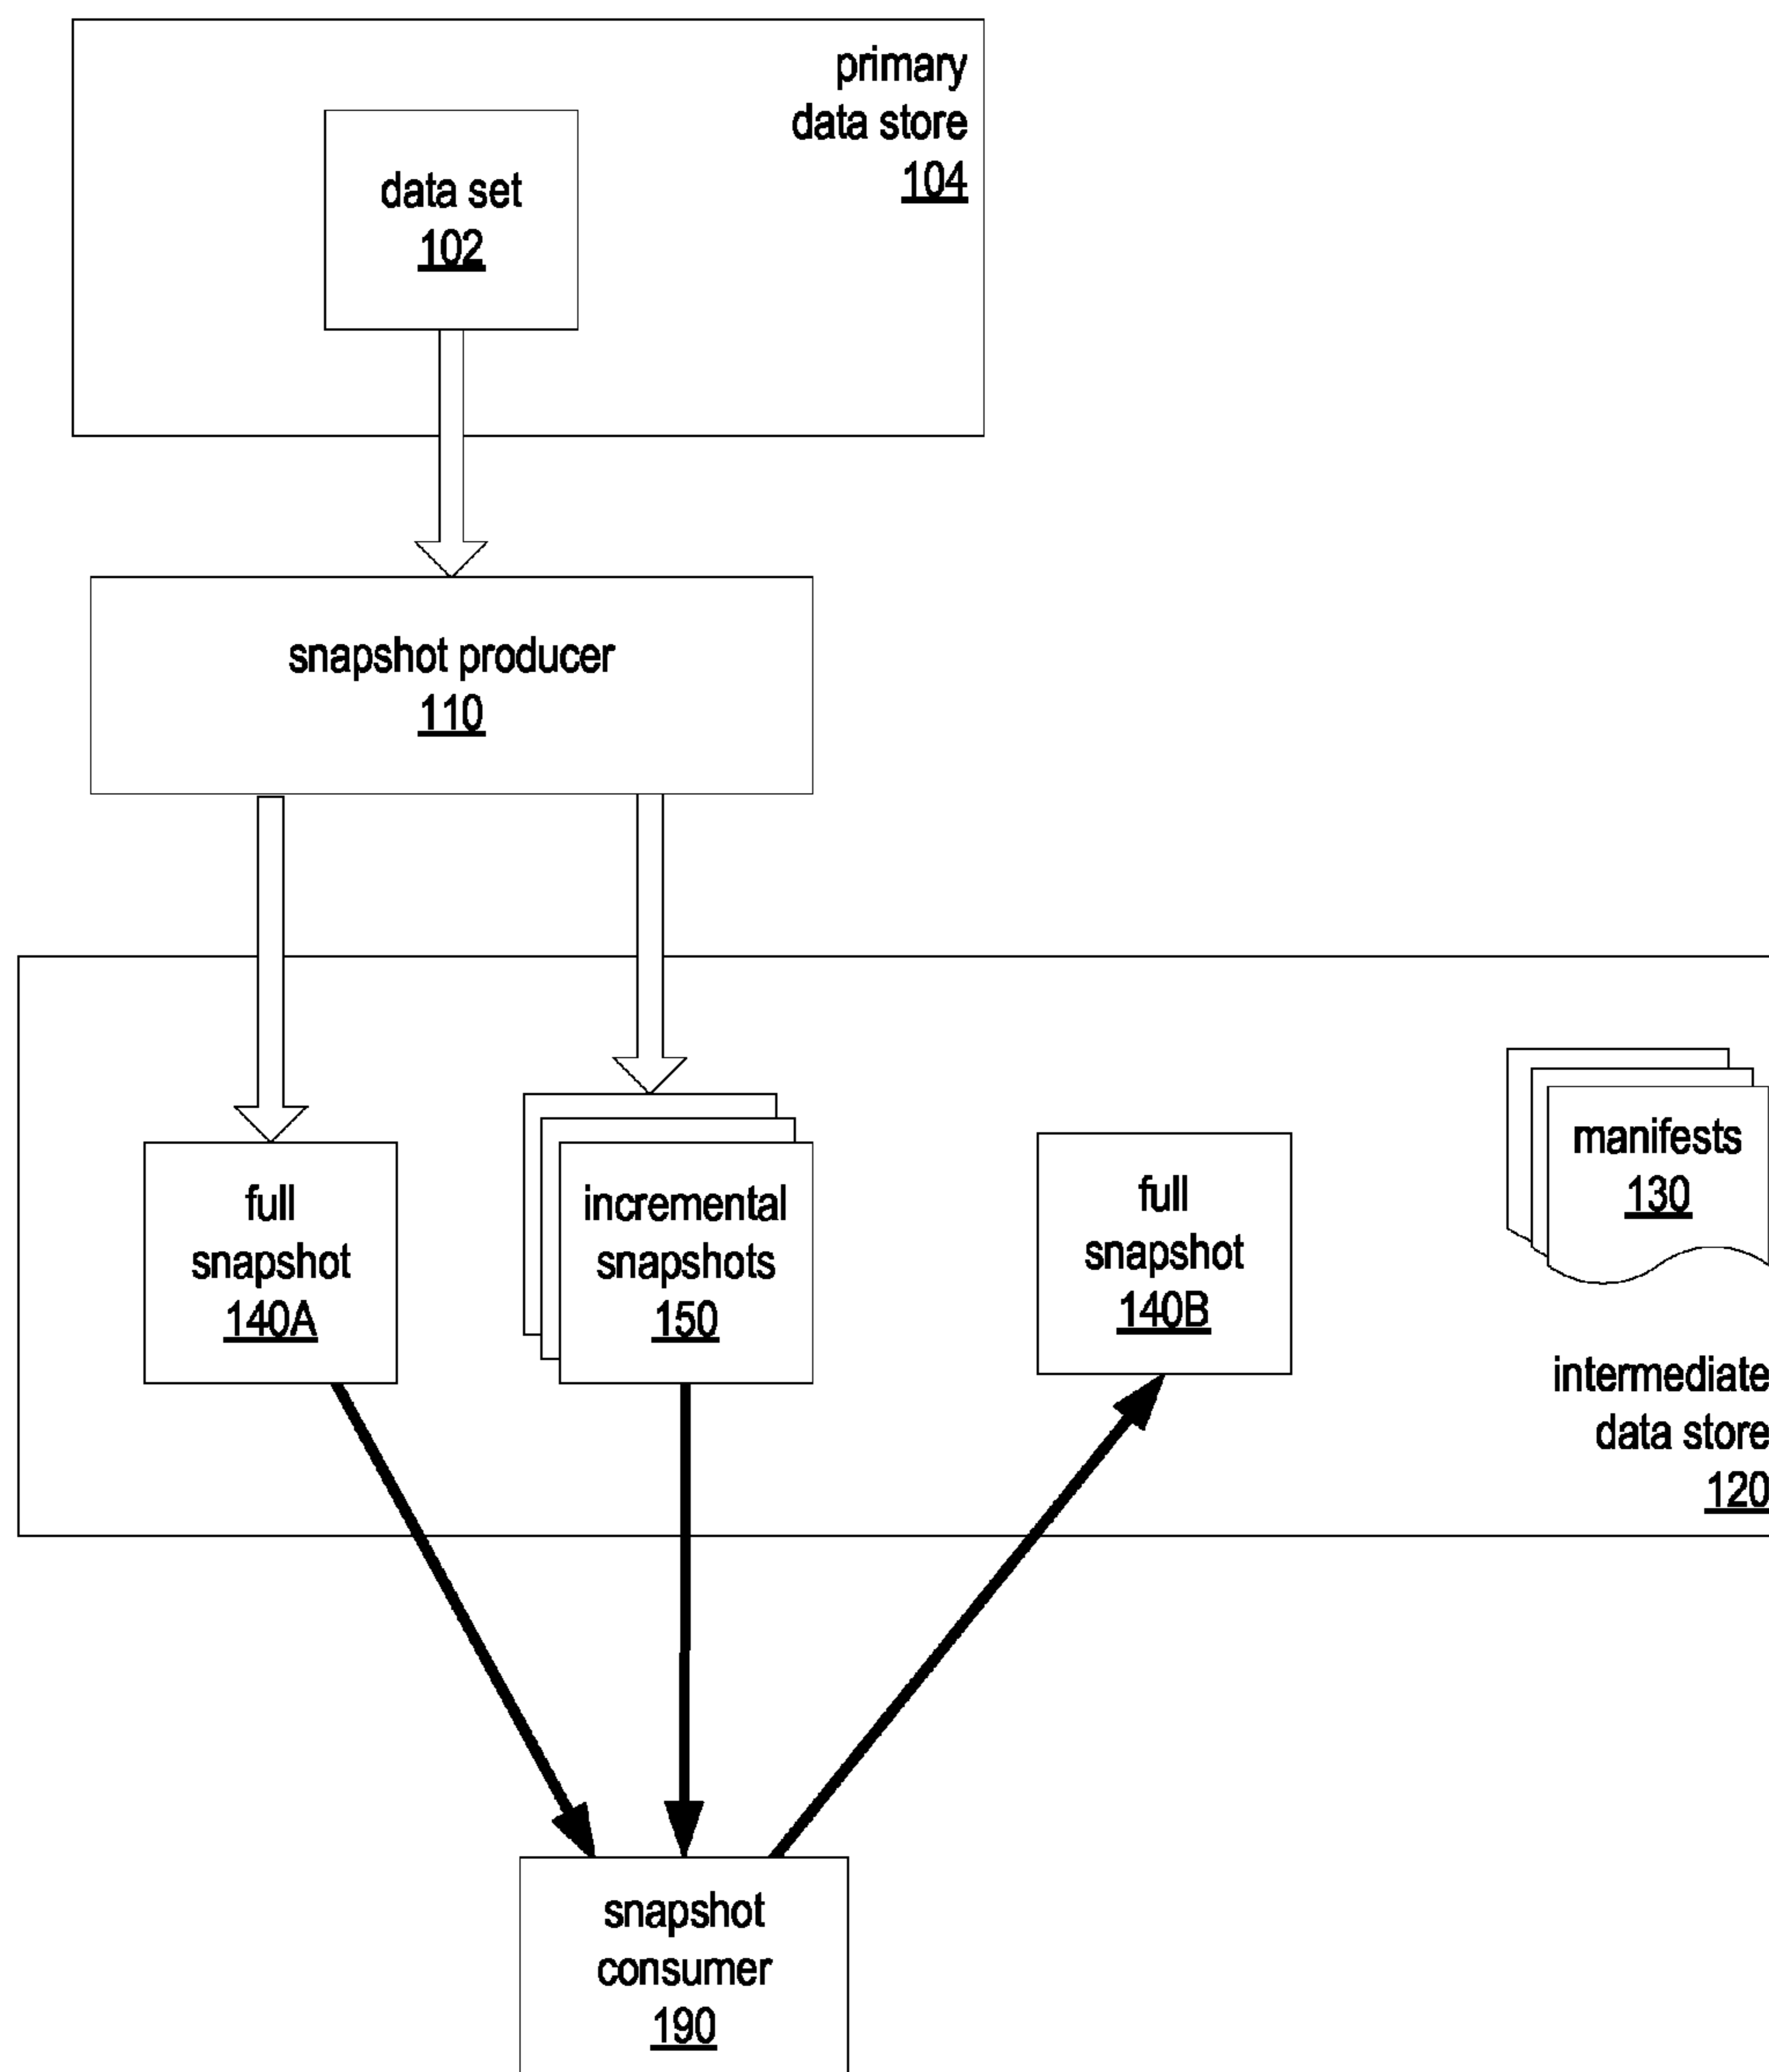 primary
data store
104
data set
102
snapshot producer
110
full
snapshot
140A
incremental
snapshots
150
full
snapshot
140B
manifests
130
intermediate
data store
120
snapshot
consumer
190